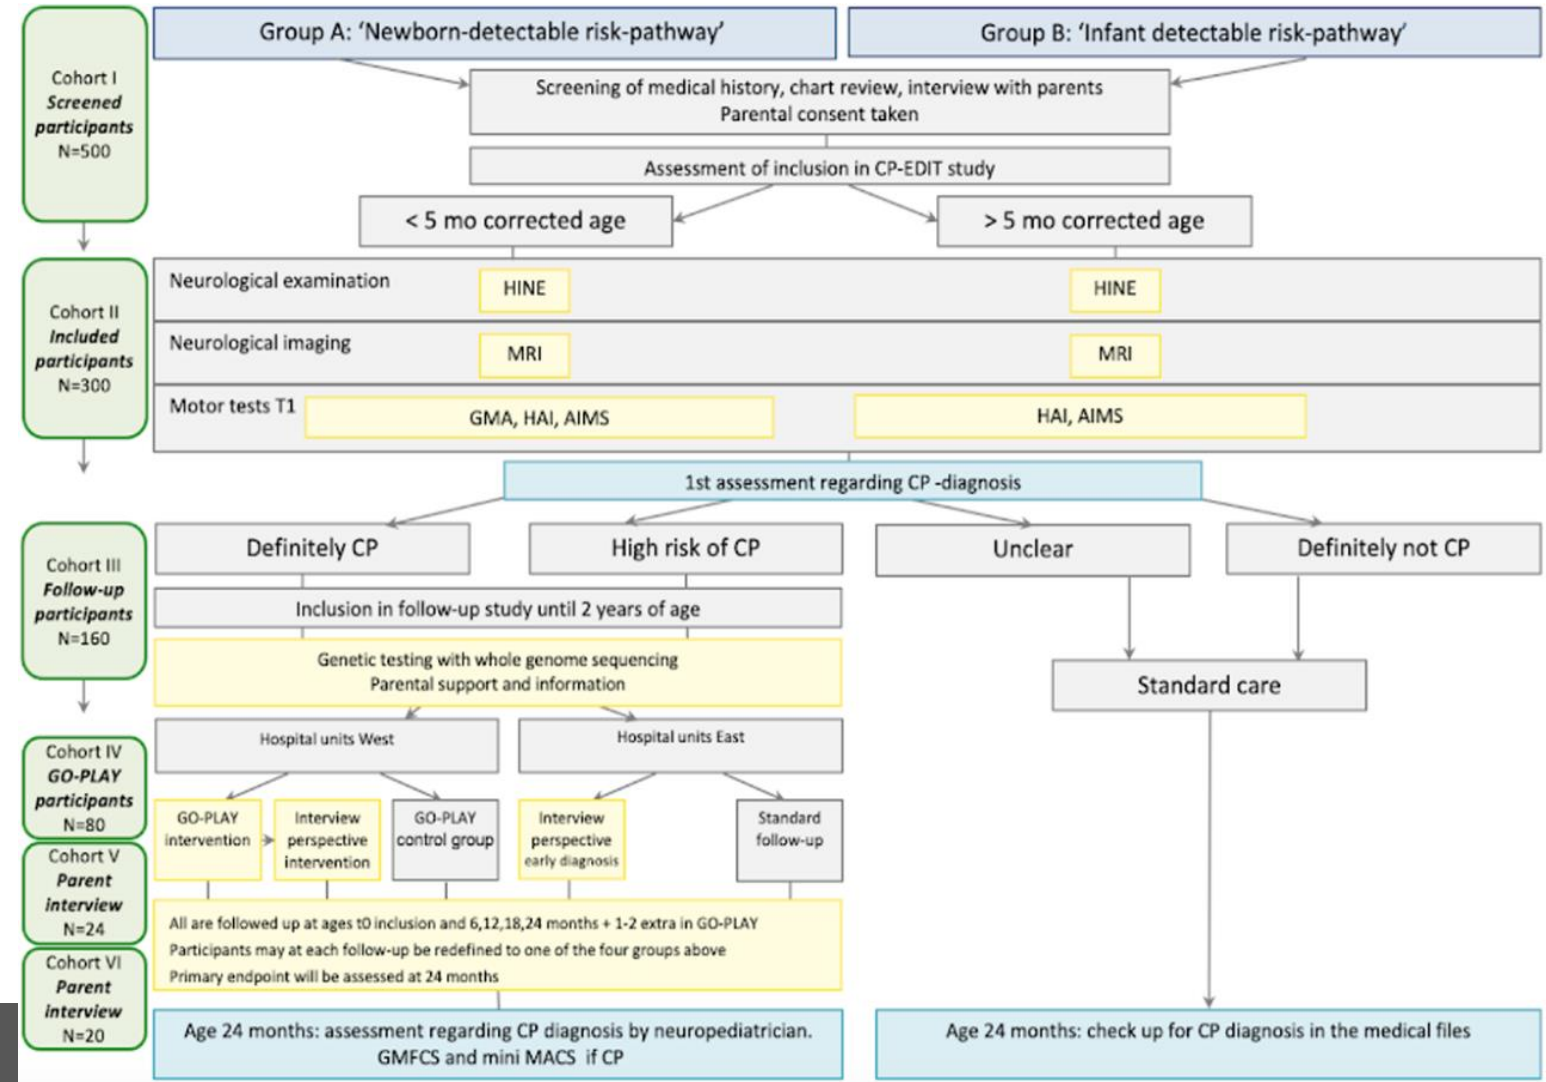 Group A: ‘Newborn-detectable risk-pathway’
Group B: ‘Infant detectable risk-pathway’
Cohort I
Screened
participants
N=500
Screening of medical history, chart review, interview with parents
Parental consent taken
Assessment of inclusion in CP-EDIT study
< 5 mo corrected age
> 5 mo corrected age
Cohort II
Included
participants
N=300
Neurological examination
HINE
HINE
Neurological imaging
MRI
MRI
Motor tests T1
GMA, HAI, AIMS
HAI, AIMS
1st assessment regarding CP -diagnosis
Cohort III
Follow-up
participants
N=160
Definitely CP
High risk of CP
Unclear
Definitely not CP
Inclusion in follow-up study until 2 years of age
Genetic testing with whole genome sequencing
Parental support and information
Standard care
Hospital units West
Hospital units East
Cohort IV
GO-PLAY
participants
N=80
GO-PLAY
intervention
Interview
perspective
intervention
GO-PLAY
control group
Interview
perspective
early diagnosis
Standard
follow-up
Cohort V
Parent
interview
N=24
All are followed up at ages t0 inclusion and 6,12,18,24 months + 1-2 extra in GO-PLAY
Participants may at each follow-up be redefined to one of the four groups above
Primary endpoint will be assessed at 24 months
Cohort VI
Parent
interview
N=20
Age 24 months: assessment regarding CP diagnosis by neuropediatrician.
GMFCS and mini MACS if CP
Age 24 months: check up for CP diagnosis in the medical files